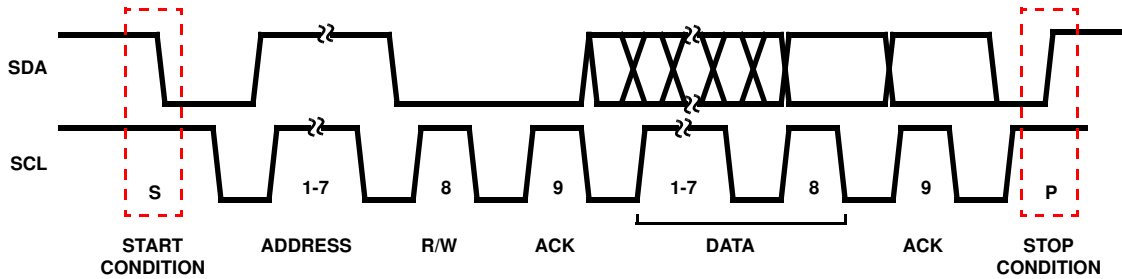 SDA
SCL
S 1-7 8 9 1-7 8 9 P
START CONDITION ADDRESS R/W ACK DATA ACK STOP CONDITION